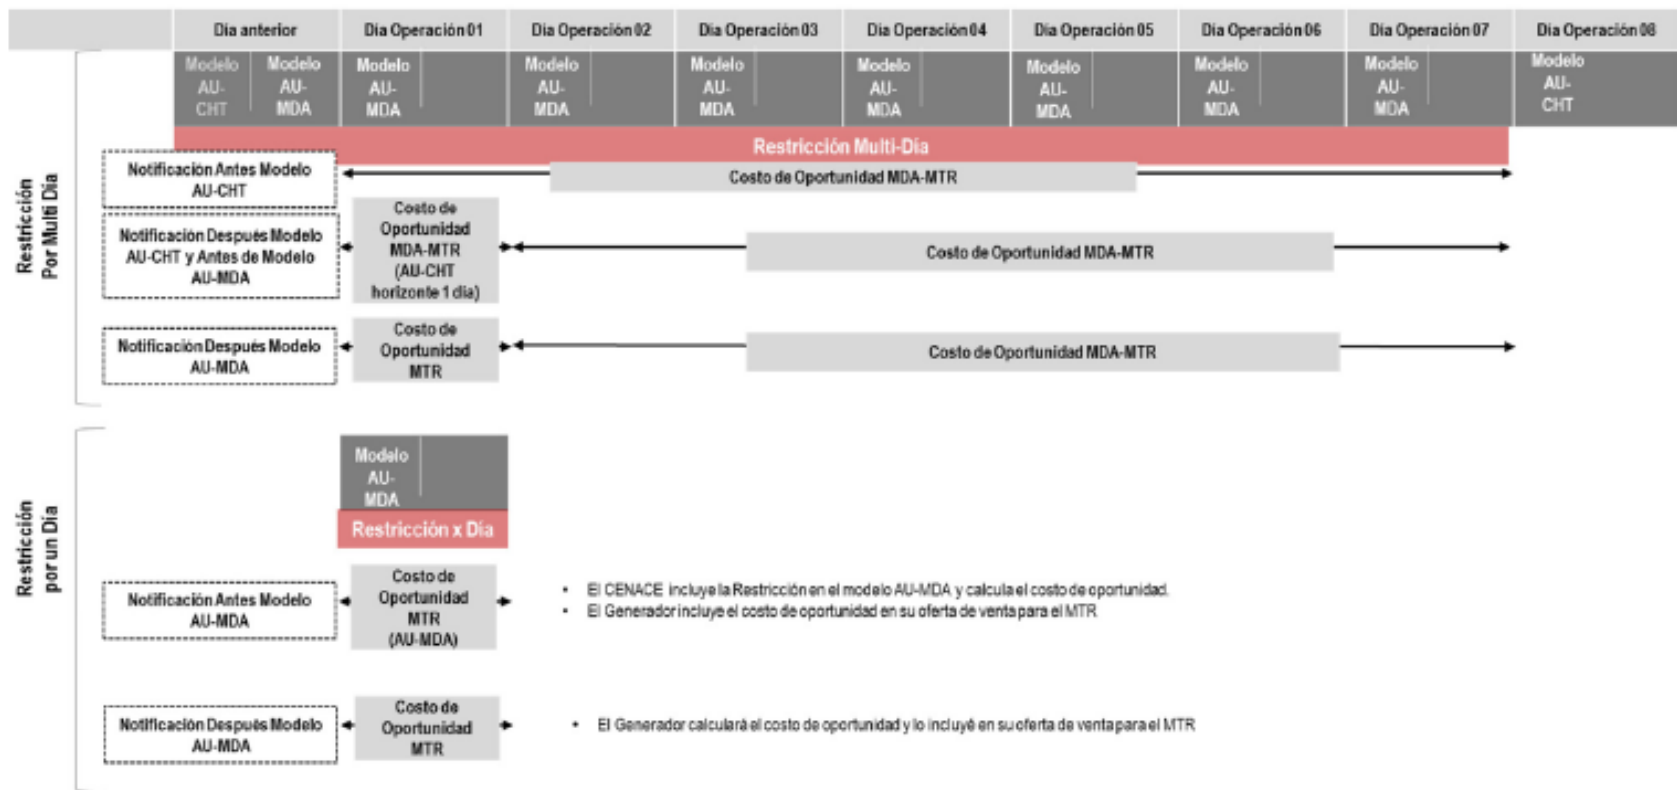 Día anterior
Día Operación 01
Día Operación 02
Día Operación 03
Día Operación 04
Día Operación 05
Día Operación 06
Día Operación 07
Día Operación 08
Modelo
AU-
CHT
Modelo
AU-
MDA
Modelo
AU-
MDA
Modelo
AU-
MDA
Modelo
AU-
MDA
Modelo
AU-
MDA
Modelo
AU-
MDA
Modelo
AU-
MDA
Modelo
AU-
MDA
Modelo
AU-
CHT
Restricción Multi-Día
Restricción
Por Multi Día
Notificación Antes Modelo
AU-CHT
Costo de Oportunidad MDA-MTR
Notificación Después Modelo
AU-CHT y Antes de Modelo
AU-MDA
Costo de
Oportunidad
MDA-MTR
(AU-CHT
horizonte 1 día)
Costo de Oportunidad MDA-MTR
Notificación Después Modelo
AU-MDA
Costo de
Oportunidad
MTR
Costo de Oportunidad MDA-MTR
Restricción
por un Día
Modelo
AU-
MDA
Restricción x Día
Notificación Antes Modelo
AU-MDA
Costo de
Oportunidad
MTR
(AU-MDA)
• El CENACE incluye la Restricción en el modelo AU-MDA y calcula el costo de oportunidad.
• El Generador incluye el costo de oportunidad en su oferta de venta para el MTR
Notificación Después Modelo
AU-MDA
Costo de
Oportunidad
MTR
• El Generador calculará el costo de oportunidad y lo incluyé en su oferta de venta para el MTR